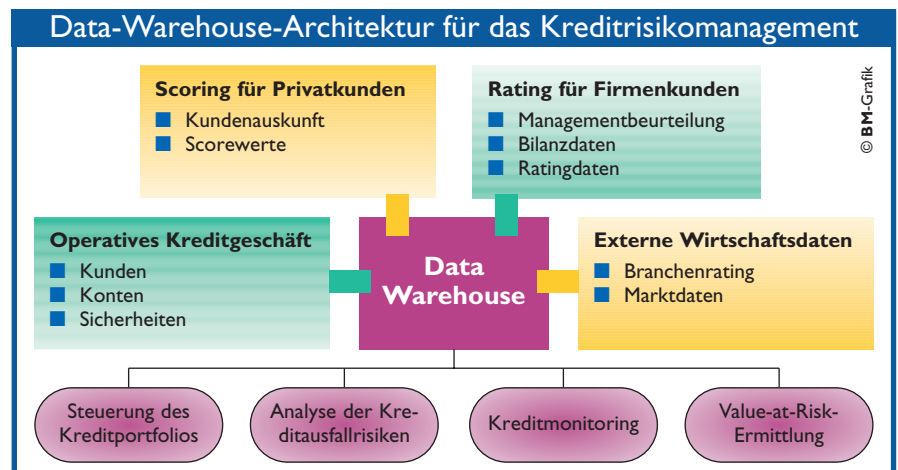 Data-Warehouse-Architektur für das Kreditrisikomanagement
Scoring für Privatkunden
Kundenauskunft
Scorewerte
Rating für Firmenkunden
Managementbeurteilung
Bilanzdaten
Ratingdaten
© BM-Grafik
Operatives Kreditgeschäft
Kunden
Konten
Sicherheiten
Data
Warehouse
Externe Wirtschaftsdaten
Branchenrating
Marktdaten
Steuerung des
Kreditportfolios
Analyse der Kre-
ditausfallrisiken
Kreditmonitoring
Value-at-Risk-
Ermittlung